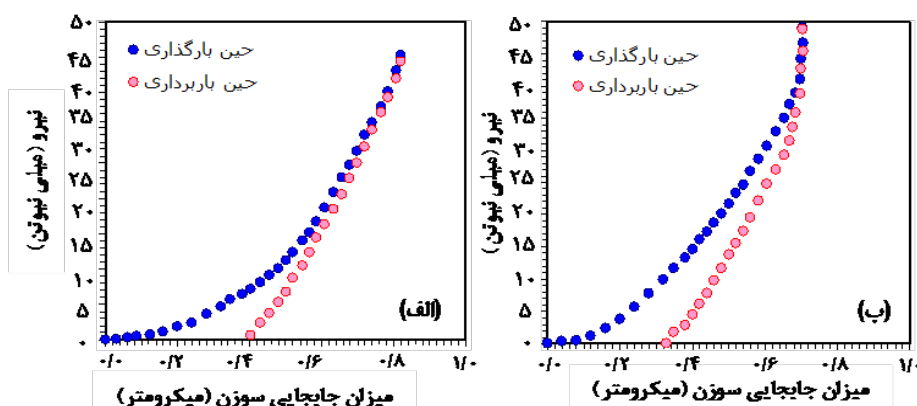 حین بارگذاری
حین باربرداری
نیرو (میلی نیوتن)
۵۰
۴۵
۴۰
۳۵
۳۰
۲۵
۲۰
۱۵
۱۰
۵
۰
۰/۰ ۰/۲ ۰/۴ ۰/۶ ۰/۸ ۱/۰
(الف)
میزان جابجایی سوزن (میکرومتر)
حین بارگذاری
حین باربرداری
نیرو (میلی نیوتن)
۵۰
۴۵
۴۰
۳۵
۳۰
۲۵
۲۰
۱۵
۱۰
۵
۰
۰/۰ ۰/۲ ۰/۴ ۰/۶ ۰/۸ ۱/۰
(ب)
میزان جابجایی سوزن (میکرومتر)